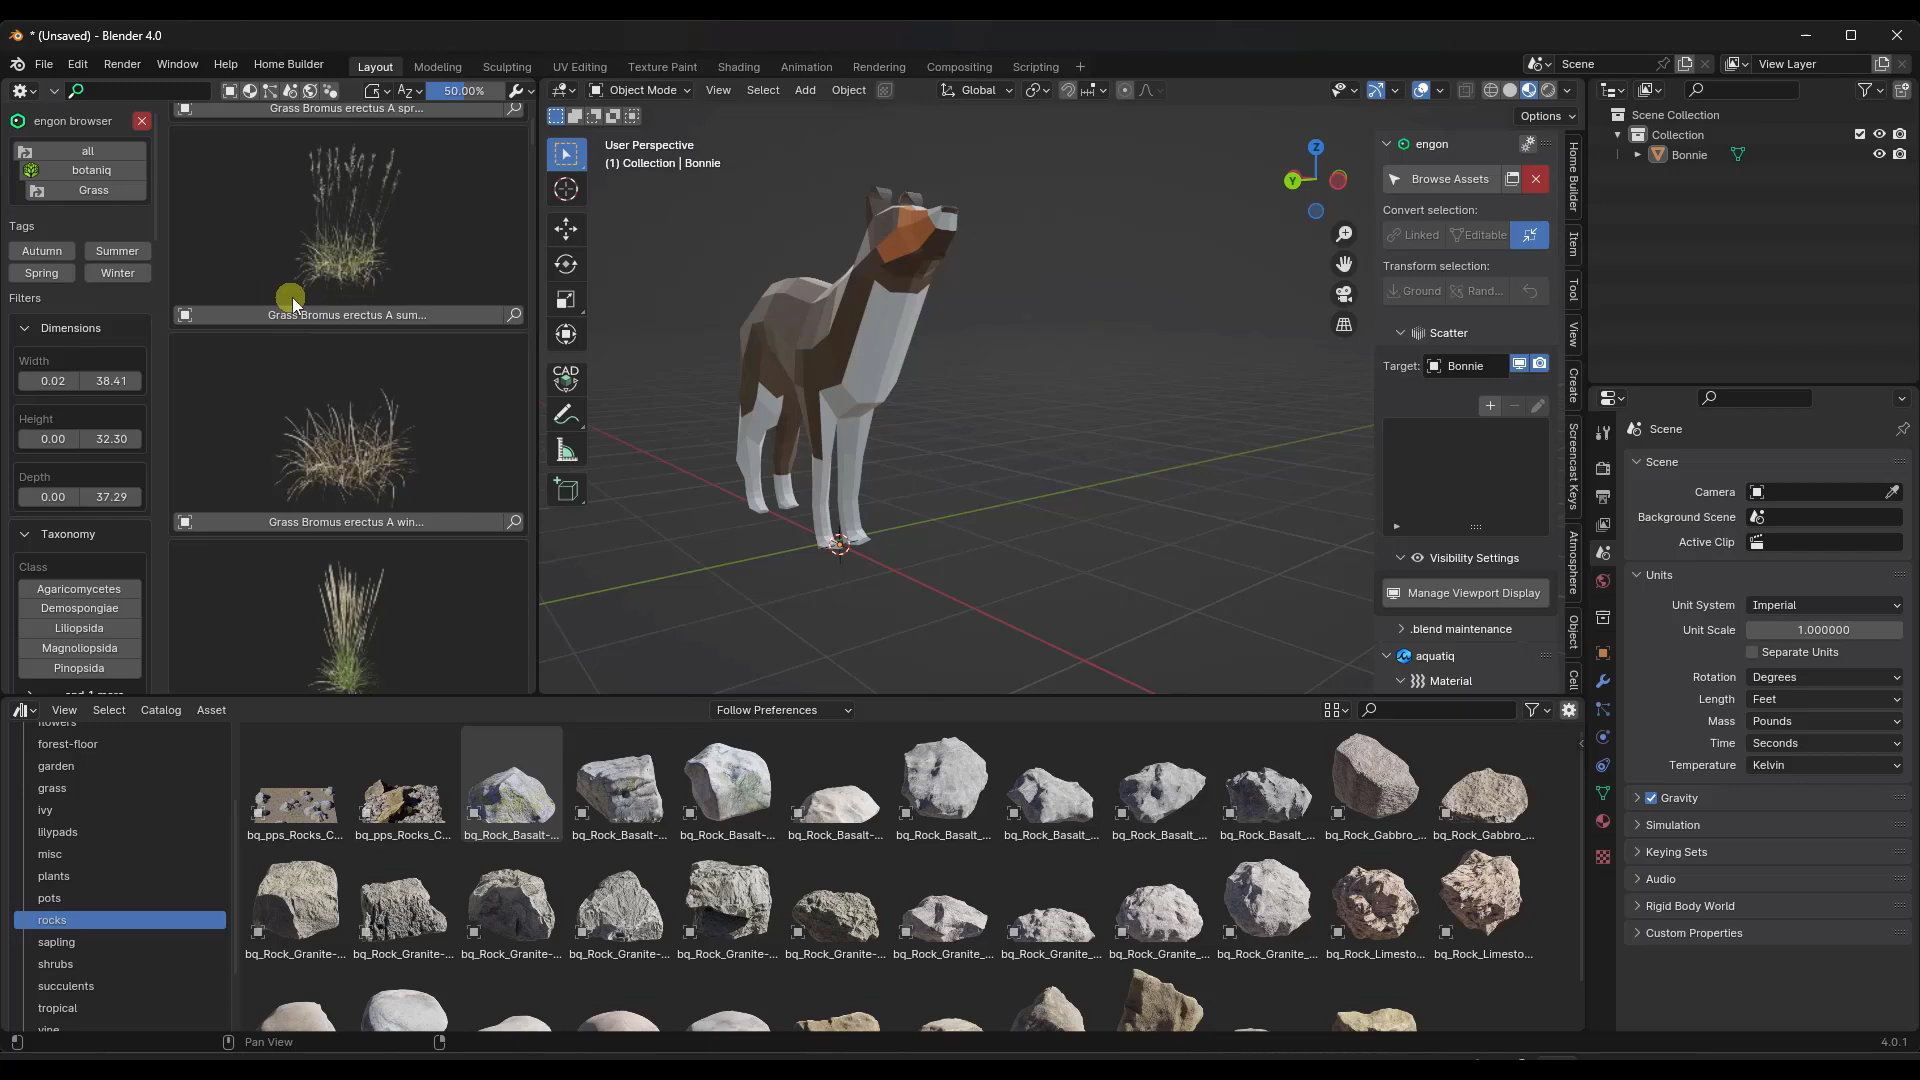 * (Unsaved) - Blender 4.0
File Edit Render Window Help Home Builder Layout Modeling Sculpting UV Editing Texture Paint Shading Animation Rendering Compositing Scripting + Scene View Layer
50.00% Object Mode View Select Add Object Global
Options
Grass Bromus erectus A spr...
engon browser
all
botaniq
Grass
Tags
Autumn Summer
Spring Winter
Filters
Dimensions
Width
0.02 38.41
Height
0.00 32.30
Depth
0.00 37.29
Taxonomy
Class
Agaricomycetes
Demospongiae
Liliopsida
Magnoliopsida
Pinopsida
Grass Bromus erectus A sum...
Grass Bromus erectus A win...
User Perspective
(1) Collection | Bonnie
CAD
Z
Y
engon
Browse Assets
Convert selection:
Linked Editable
Transform selection:
Ground Rand...
Scatter
Target: Bonnie
Visibility Settings
Manage Viewport Display
.blend maintenance
aquatiq
Material
Home Builder
Item
Tool
View
Create
Screencast Keys
Atmosphere
Object
Cell
Scene Collection
Collection
Bonnie
Scene
Scene
Camera
Background Scene
Active Clip
Units
Unit System Imperial
Unit Scale 1.000000
Separate Units
Rotation Degrees
Length Feet
Mass Pounds
Time Seconds
Temperature Kelvin
Gravity
Simulation
Keying Sets
Audio
Rigid Body World
Custom Properties
View Select Catalog Asset Follow Preferences
flowers
forest-floor
garden
grass
ivy
lilypads
misc
plants
pots
rocks
sapling
shrubs
succulents
tropical
vine
bq_pps_Rocks_C... bq_pps_Rocks_C... bq_Rock_Basalt-... bq_Rock_Basalt-... bq_Rock_Basalt-... bq_Rock_Basalt-... bq_Rock_Basalt_... bq_Rock_Basalt_... bq_Rock_Basalt_... bq_Rock_Basalt_... bq_Rock_Gabbro_... bq_Rock_Gabbro_...
bq_Rock_Granite-... bq_Rock_Granite-... bq_Rock_Granite-... bq_Rock_Granite-... bq_Rock_Granite-... bq_Rock_Granite-... bq_Rock_Granite_... bq_Rock_Granite_... bq_Rock_Granite_... bq_Rock_Granite_... bq_Rock_Limesto... bq_Rock_Limesto...
Pan View
4.0.1